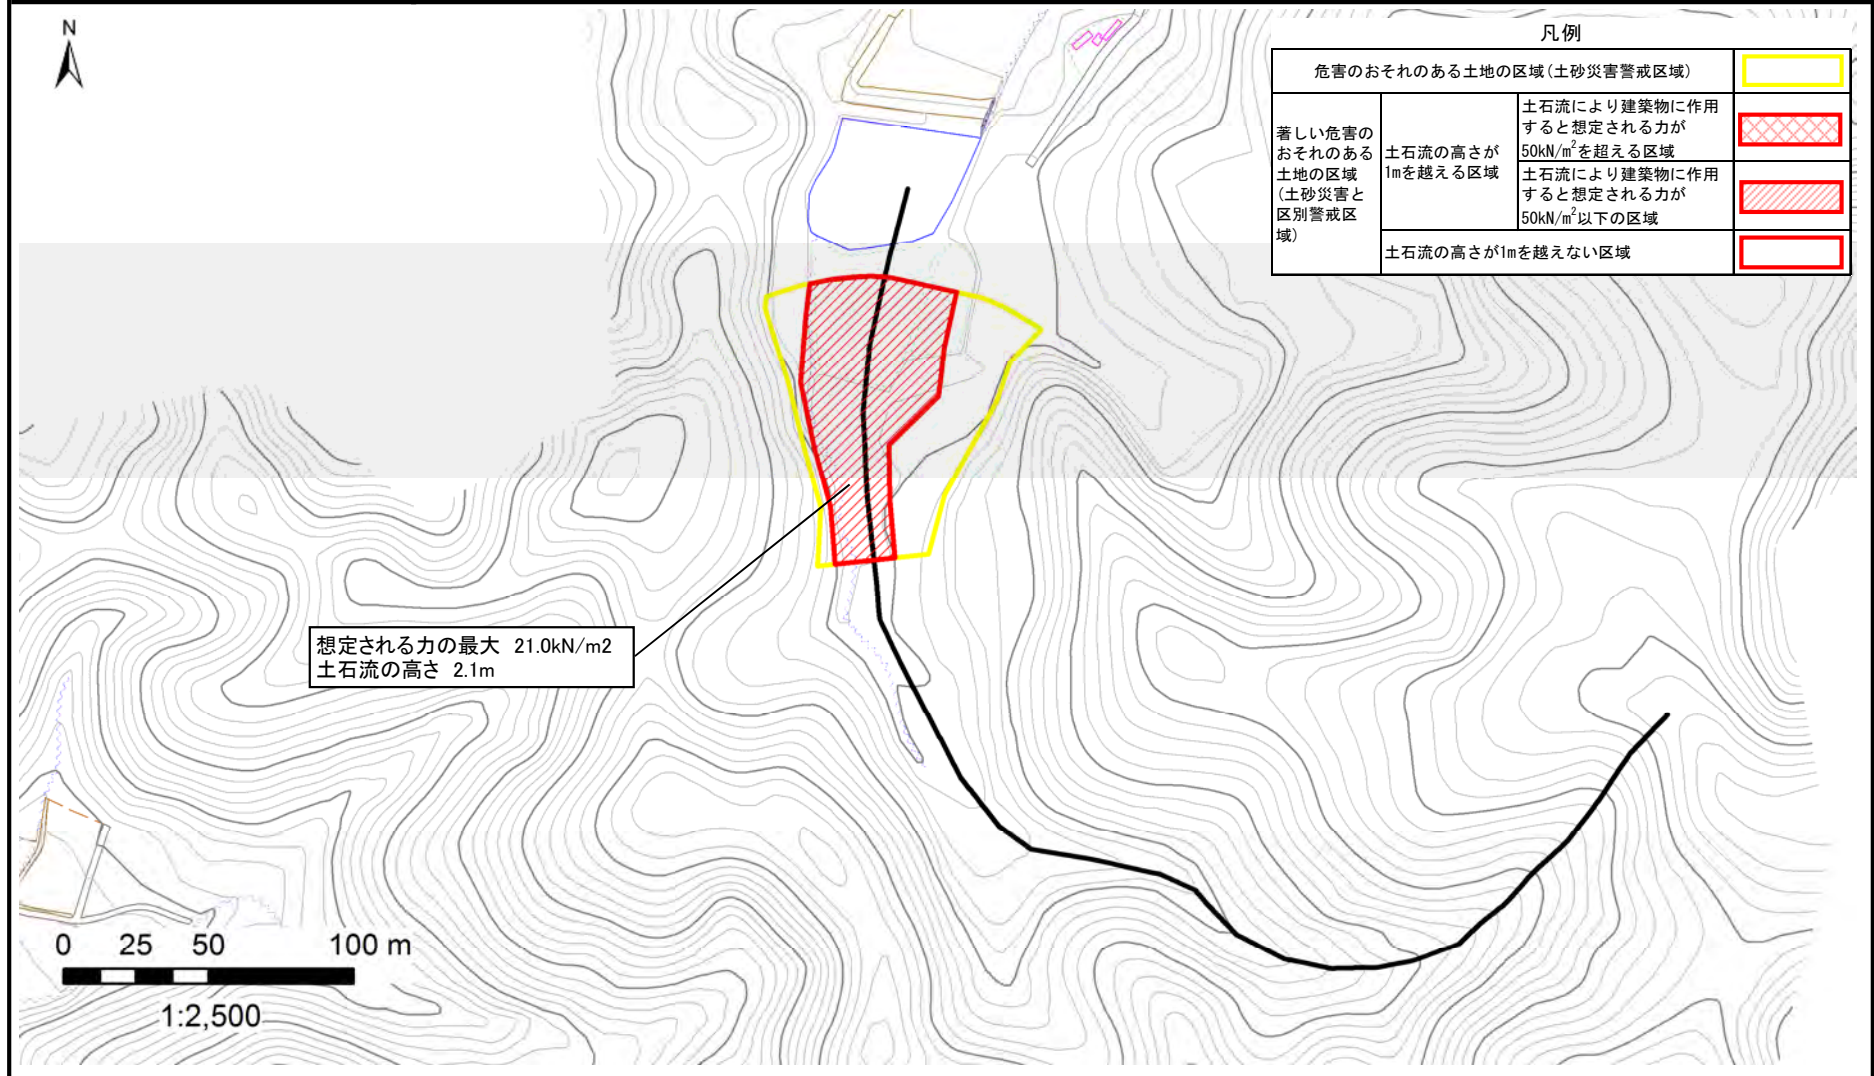 N
凡例
危害のおそれのある土地の区域(土砂災害警戒区域)
著しい危害の
おそれのある
土地の区域
(土砂災害と
区別警戒区
域)
土石流の高さが
1mを越える区域
土石流により建築物に作用
すると想定される力が
50kN/m²を超える区域
土石流により建築物に作用
すると想定される力が
50kN/m²以下の区域
土石流の高さが1mを越えない区域
想定される力の最大 21.0kN/m2
土石流の高さ 2.1m
0 25 50 100 m
1:2,500